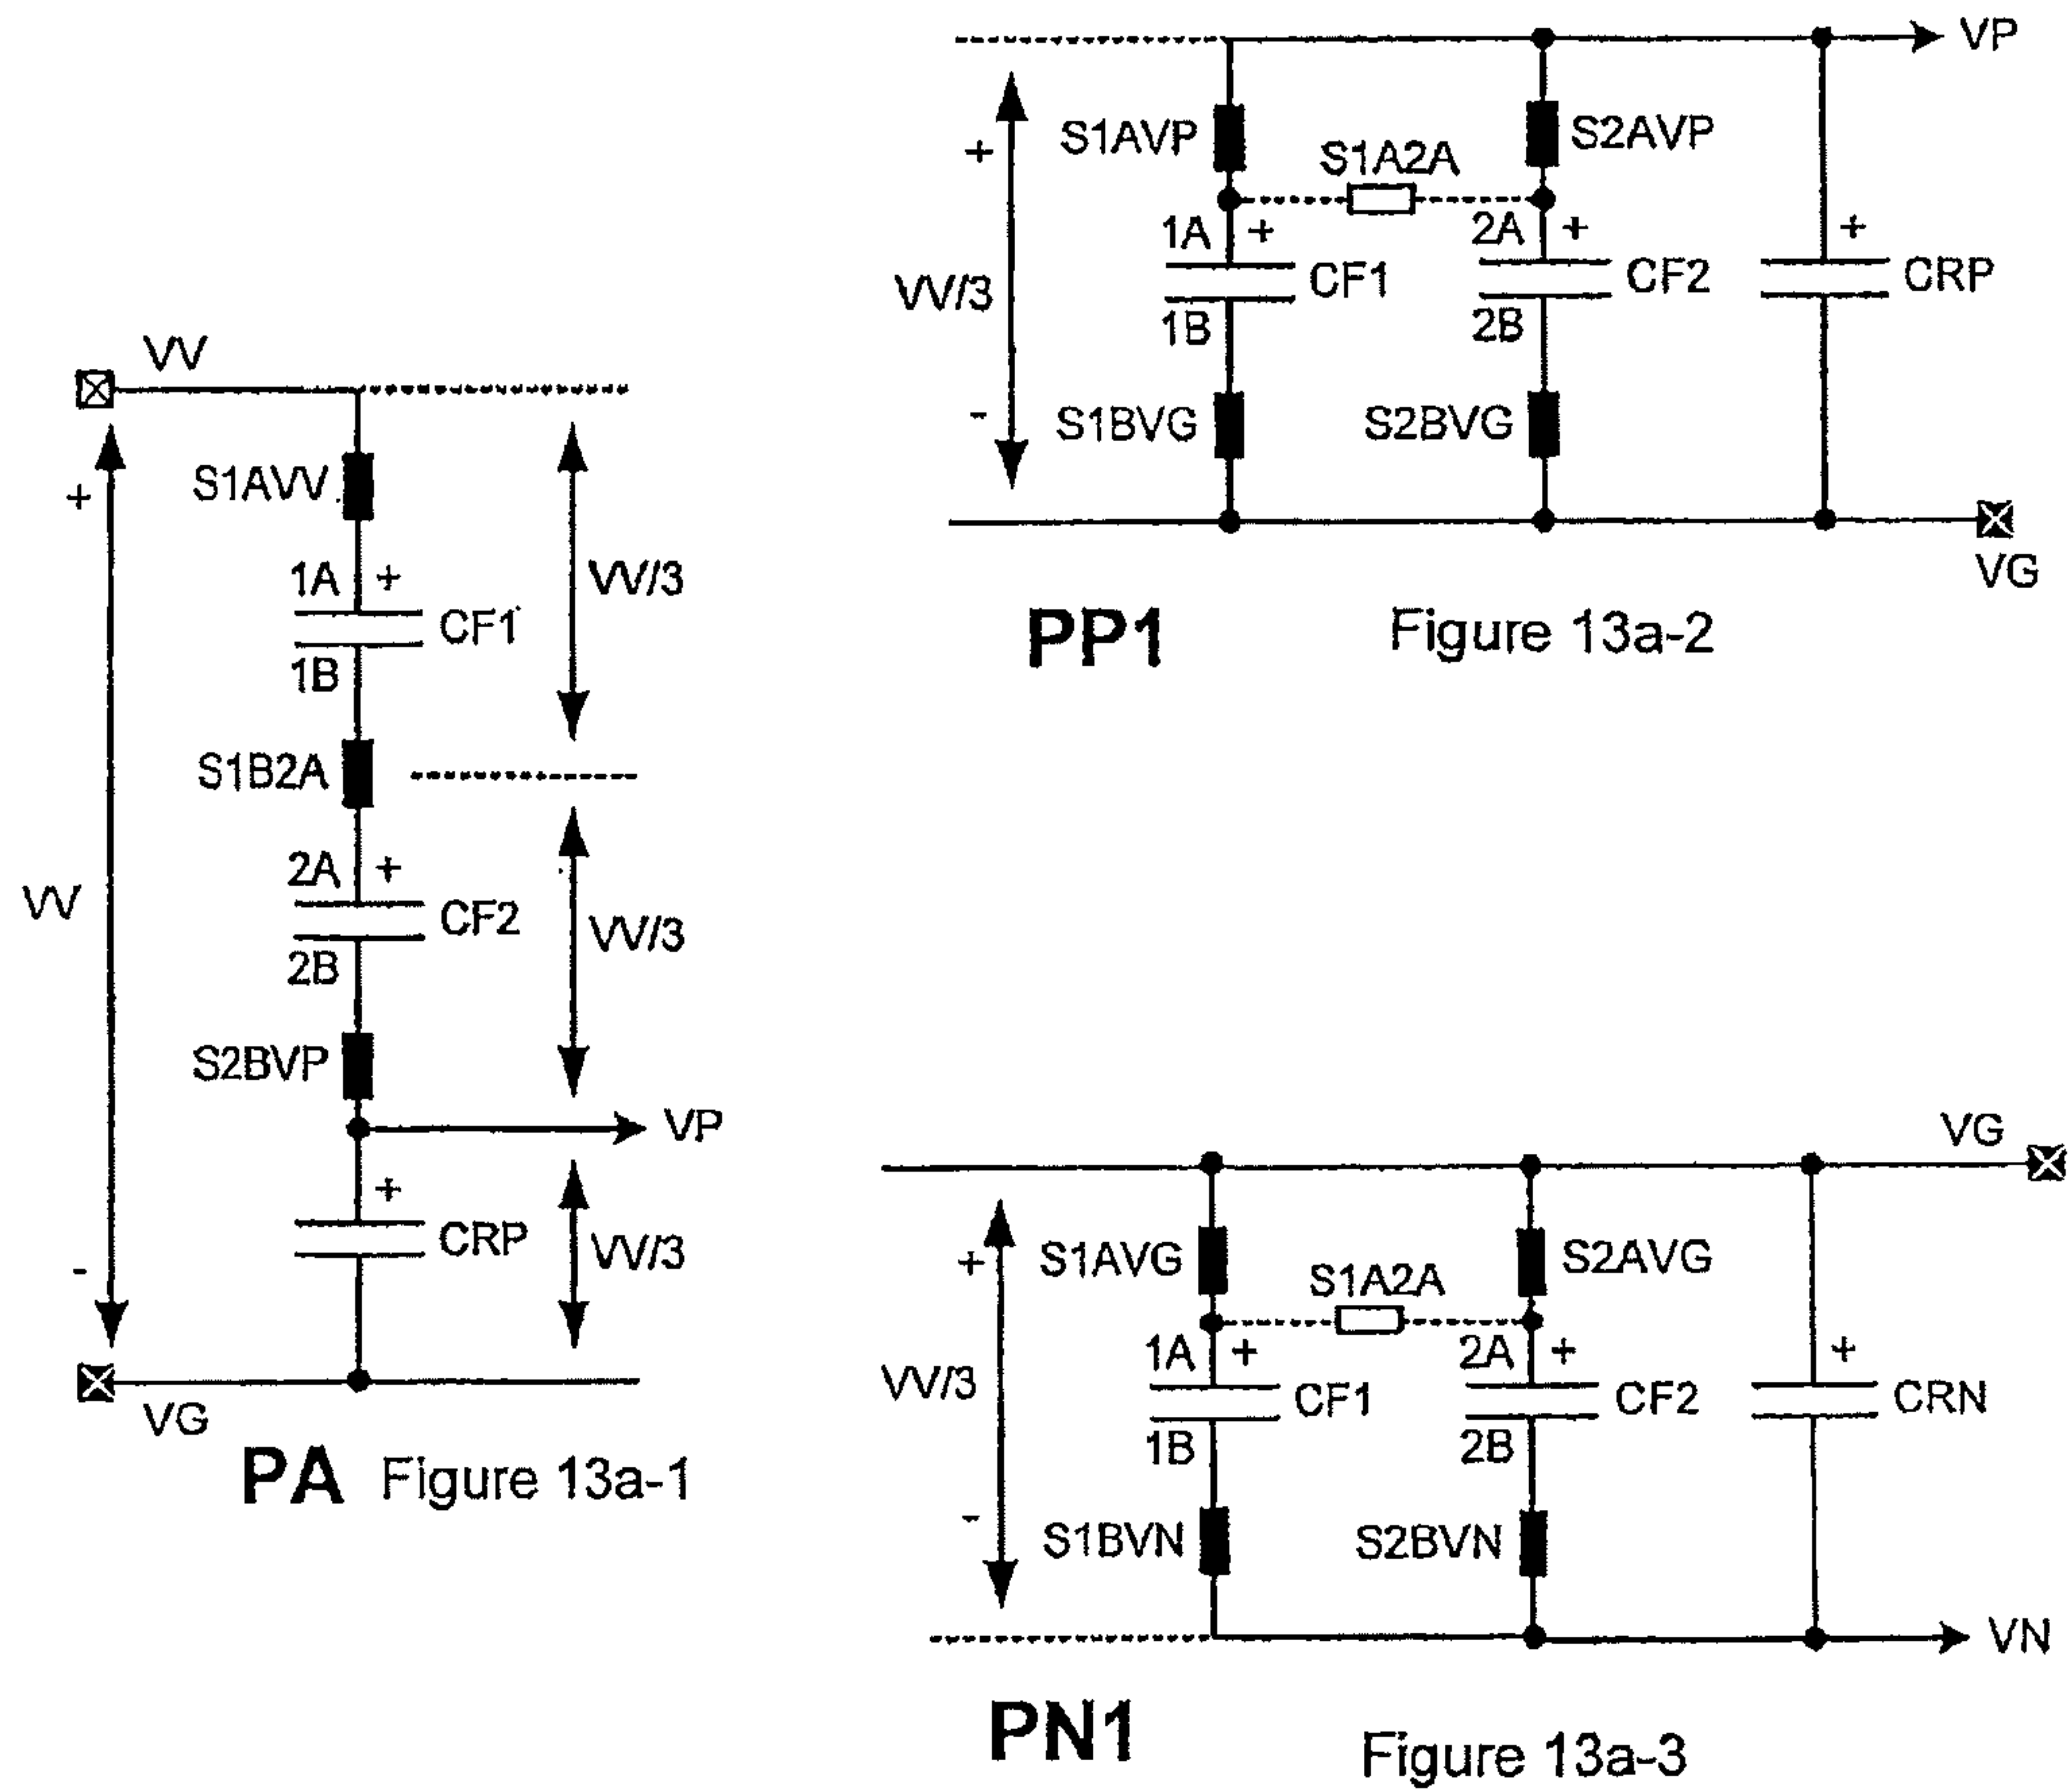 VV
+
S1AVV
1A +
CF1
1B
VV/3
S1B2A
2A +
CF2
2B
VV/3
VV
S2BVP
VP
+
CRP
VV/3
-
VG
PA Figure 13a-1
VP
+
S1AVP
S1A2A
S2AVP
1A +
2A +
+
VV/3
CF1
CF2
CRP
1B
2B
-
S1BVG
S2BVG
VG
PP1 Figure 13a-2
VG
+
S1AVG
S1A2A
S2AVG
1A +
2A +
+
VV/3
CF1
CF2
CRN
1B
2B
-
S1BVN
S2BVN
VN
PN1 Figure 13a-3